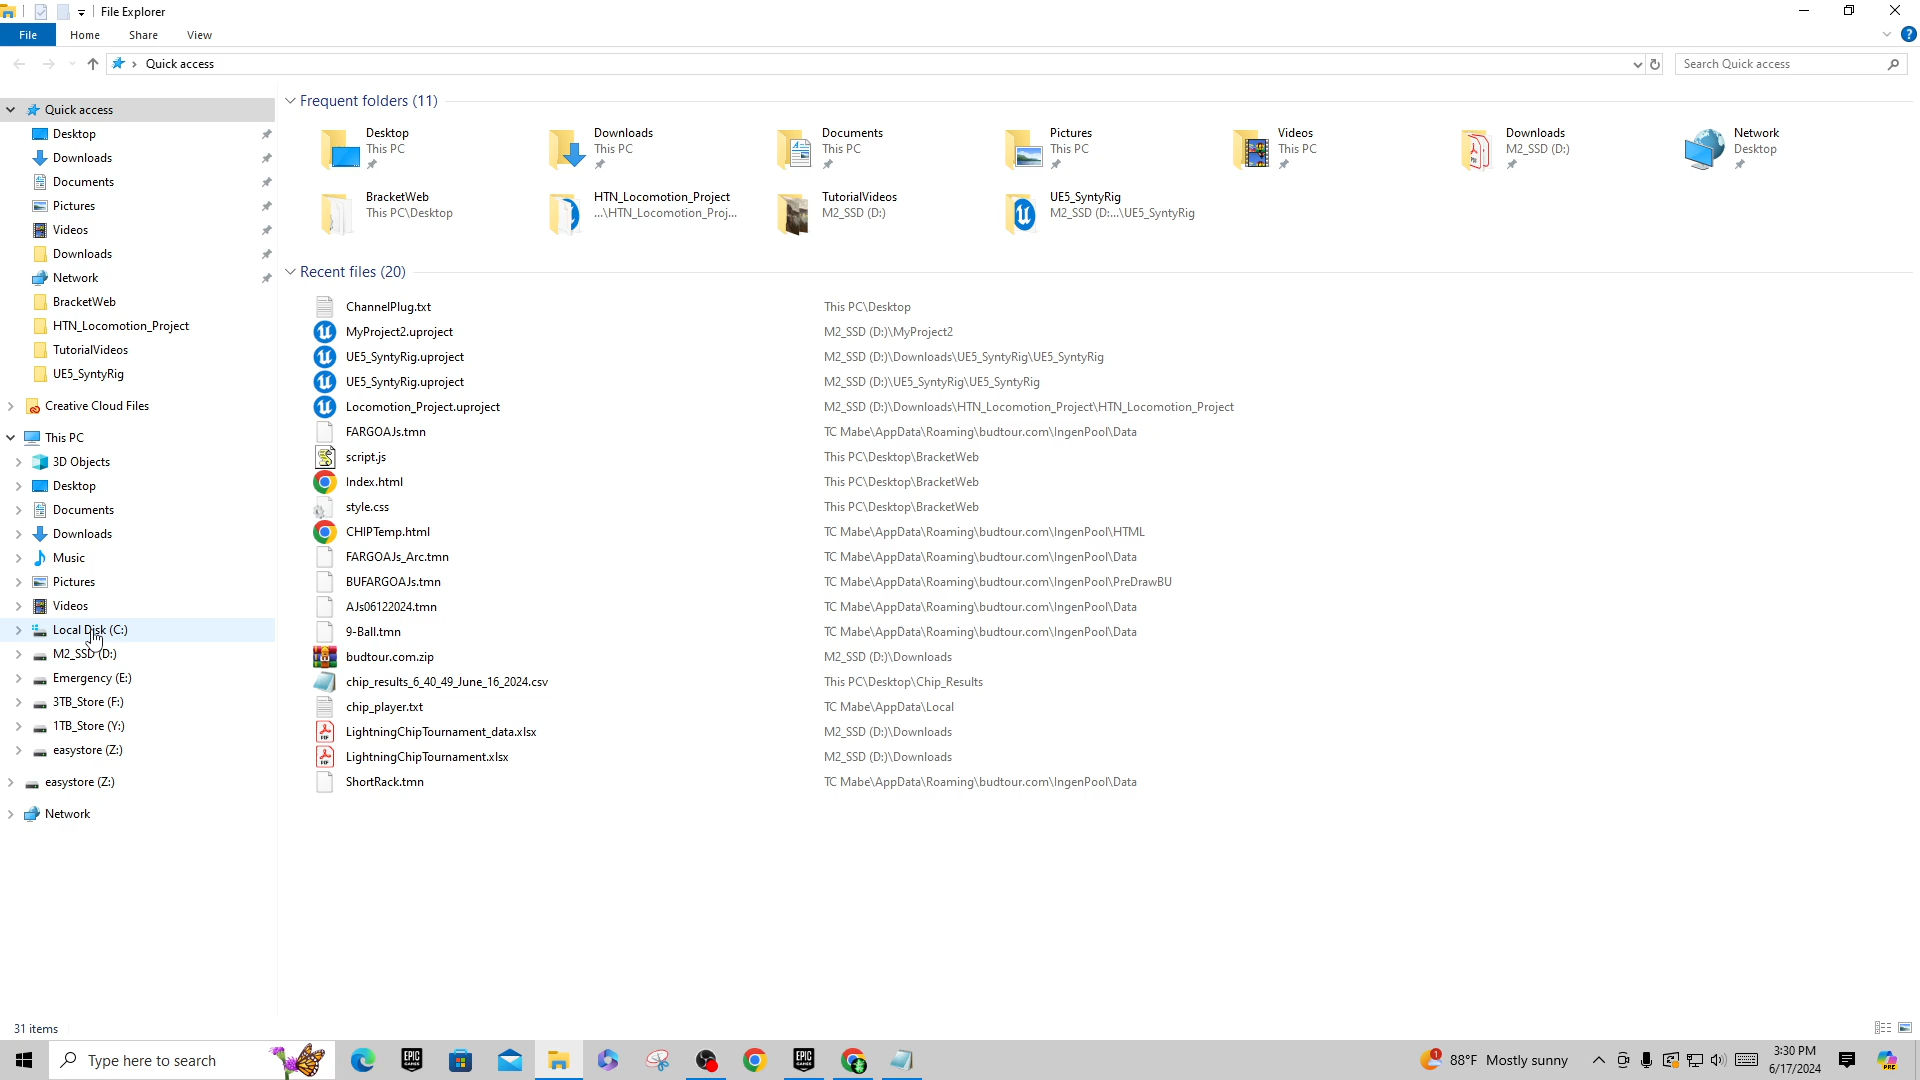 File Explorer
File Home Share View
Quick access
Search Quick access
Quick access
Desktop
Downloads
Documents
Pictures
Videos
Downloads
Network
BracketWeb
HTN_Locomotion_Project
TutorialVideos
UE5_SyntyRig
Creative Cloud Files
This PC
3D Objects
Desktop
Documents
Downloads
Music
Pictures
Videos
Local Disk (C:)
M2_SSD (D:)
Emergency (E:)
3TB_Store (F:)
1TB_Store (Y:)
easystore (Z:)
easystore (Z:)
Network
Frequent folders (11)
Desktop
This PC
Downloads
This PC
Documents
This PC
Pictures
This PC
Videos
This PC
Downloads
M2_SSD (D:)
Network
Desktop
BracketWeb
This PC\Desktop
HTN_Locomotion_Project
...\HTN_Locomotion_Proj...
TutorialVideos
M2_SSD (D:)
UE5_SyntyRig
M2_SSD (D:...\UE5_SyntyRig
Recent files (20)
ChannelPlug.txt This PC\Desktop
MyProject2.uproject M2_SSD (D:)\MyProject2
UE5_SyntyRig.uproject M2_SSD (D:)\Downloads\UE5_SyntyRig\UE5_SyntyRig
UE5_SyntyRig.uproject M2_SSD (D:)\UE5_SyntyRig\UE5_SyntyRig
Locomotion_Project.uproject M2_SSD (D:)\Downloads\HTN_Locomotion_Project\HTN_Locomotion_Project
FARGOAJs.tmn TC Mabe\AppData\Roaming\budtour.com\IngenPool\Data
script.js This PC\Desktop\BracketWeb
Index.html This PC\Desktop\BracketWeb
style.css This PC\Desktop\BracketWeb
CHIPTemp.html TC Mabe\AppData\Roaming\budtour.com\IngenPool\HTML
FARGOAJs_Arc.tmn TC Mabe\AppData\Roaming\budtour.com\IngenPool\Data
BUFARGOAJs.tmn TC Mabe\AppData\Roaming\budtour.com\IngenPool\PreDrawBU
AJs06122024.tmn TC Mabe\AppData\Roaming\budtour.com\IngenPool\Data
9-Ball.tmn TC Mabe\AppData\Roaming\budtour.com\IngenPool\Data
budtour.com.zip M2_SSD (D:)\Downloads
chip_results_6_40_49_June_16_2024.csv This PC\Desktop\Chip_Results
chip_player.txt TC Mabe\AppData\Local
LightningChipTournament_data.xlsx M2_SSD (D:)\Downloads
LightningChipTournament.xlsx M2_SSD (D:)\Downloads
ShortRack.tmn TC Mabe\AppData\Roaming\budtour.com\IngenPool\Data
31 items
Type here to search
EPIC GAMES
EPIC GAMES
1
88°F Mostly sunny
3:30 PM
6/17/2024
PRE